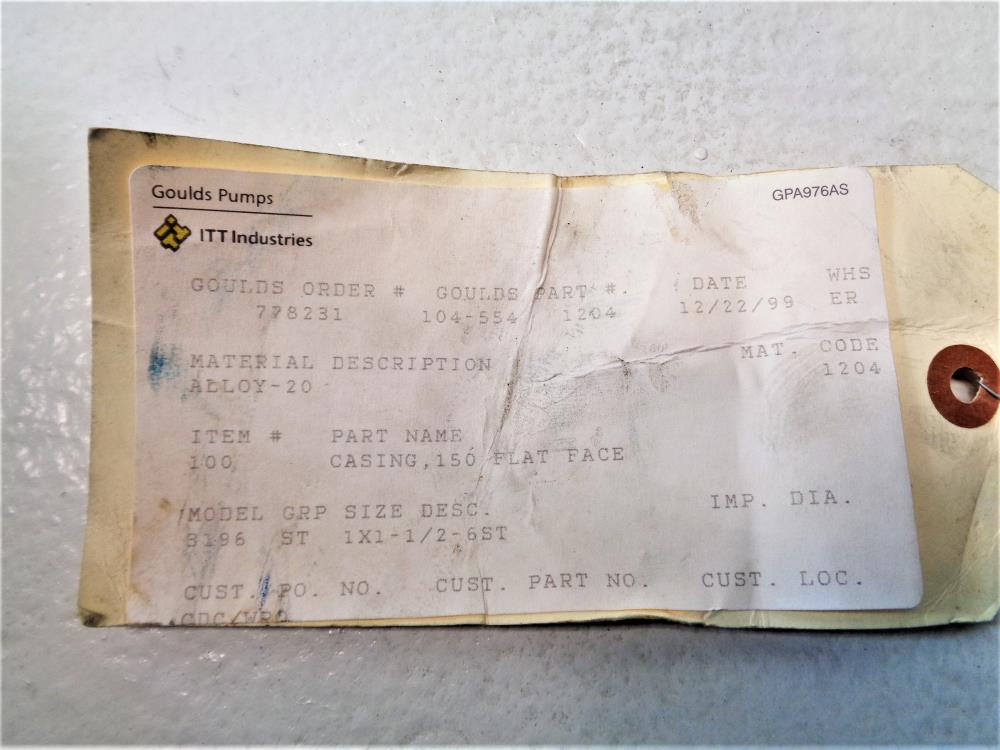 Goulds Pumps
GPA976AS
ITT Industries
GOULDS ORDER # GOULDS PART #. DATE WHS
778231 104-554 1204 12/22/99 ER
MATERIAL DESCRIPTION MAT. CODE
ALLOY-20 1204
ITEM # PART NAME
100 CASING,150 FLAT FACE
MODEL GRP SIZE DESC. IMP. DIA.
3196 ST 1X1-1/2-6ST
CUST. PO. NO. CUST. PART NO. CUST. LOC.